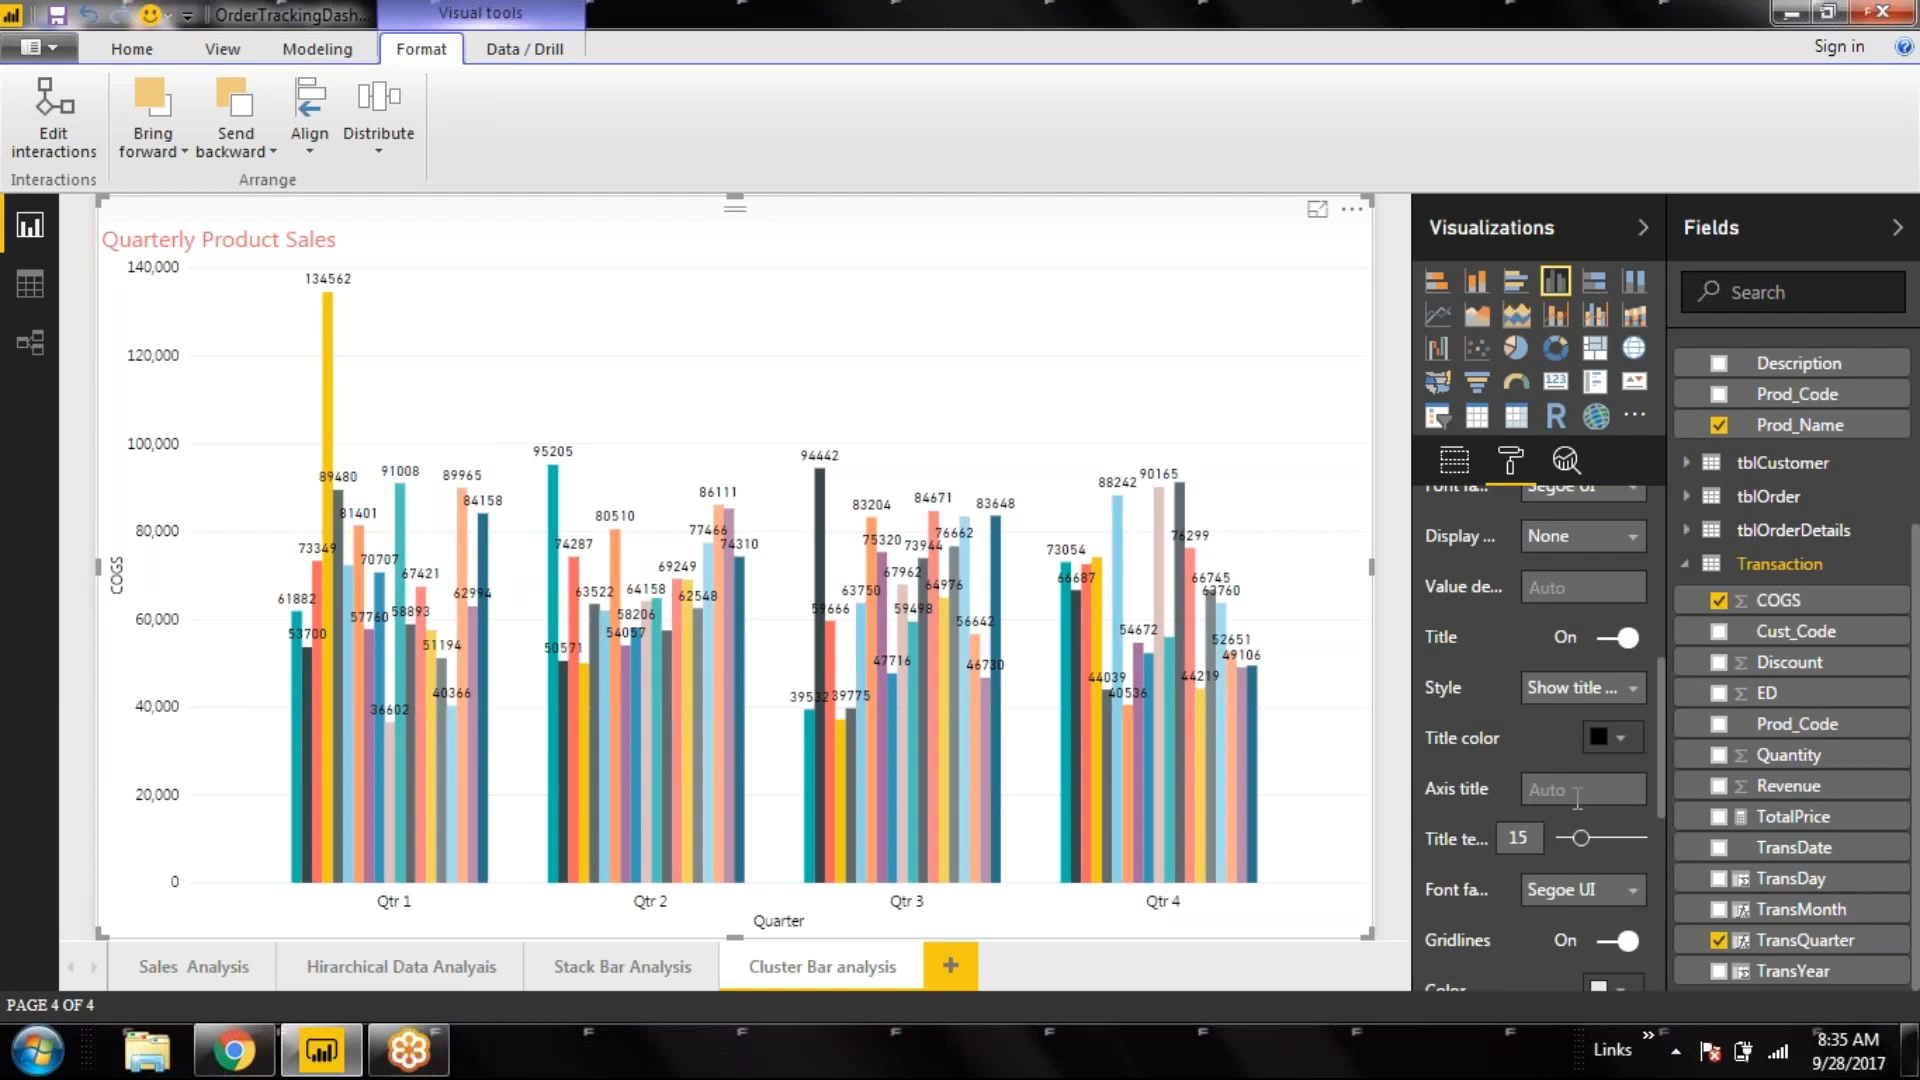 OrderTrackingDash...
Visual tools
Home
View
Modeling
Format
Data / Drill
Sign in
Edit interactions
Bring forward
Send backward
Align
Distribute
Interactions
Arrange
Quarterly Product Sales
140,000
120,000
100,000
80,000
60,000
40,000
20,000
0
COGS
61882
53700
73349
134562
89480
81401
57760
70707
36602
91008
58893
67421
51194
40366
89965
62994
84158
95205
50571
74287
63522
80510
54057
58206
64158
69249
62548
77466
86111
74310
39532
94442
59666
39775
63750
83204
75320
47716
67962
59498
73944
84671
64976
76662
56642
46730
83648
73054
66687
44039
88242
40536
54672
90165
76299
44219
66745
63760
52651
49106
Qtr 1
Qtr 2
Qtr 3
Qtr 4
Quarter
Sales Analysis
Hirarchical Data Analyais
Stack Bar Analysis
Cluster Bar analysis
+
PAGE 4 OF 4
Visualizations
123
R
Font fa... Segoe UI
Display ... None
Value de... Auto
Title On
Style Show title ...
Title color
Axis title Auto
Title te... 15
Font fa... Segoe UI
Gridlines On
Color
Fields
Search
Description
Prod_Code
Prod_Name
tblCustomer
tblOrder
tblOrderDetails
Transaction
COGS
Cust_Code
Discount
ED
Prod_Code
Quantity
Revenue
TotalPrice
TransDate
TransDay
TransMonth
TransQuarter
TransYear
Links
8:35 AM
9/28/2017